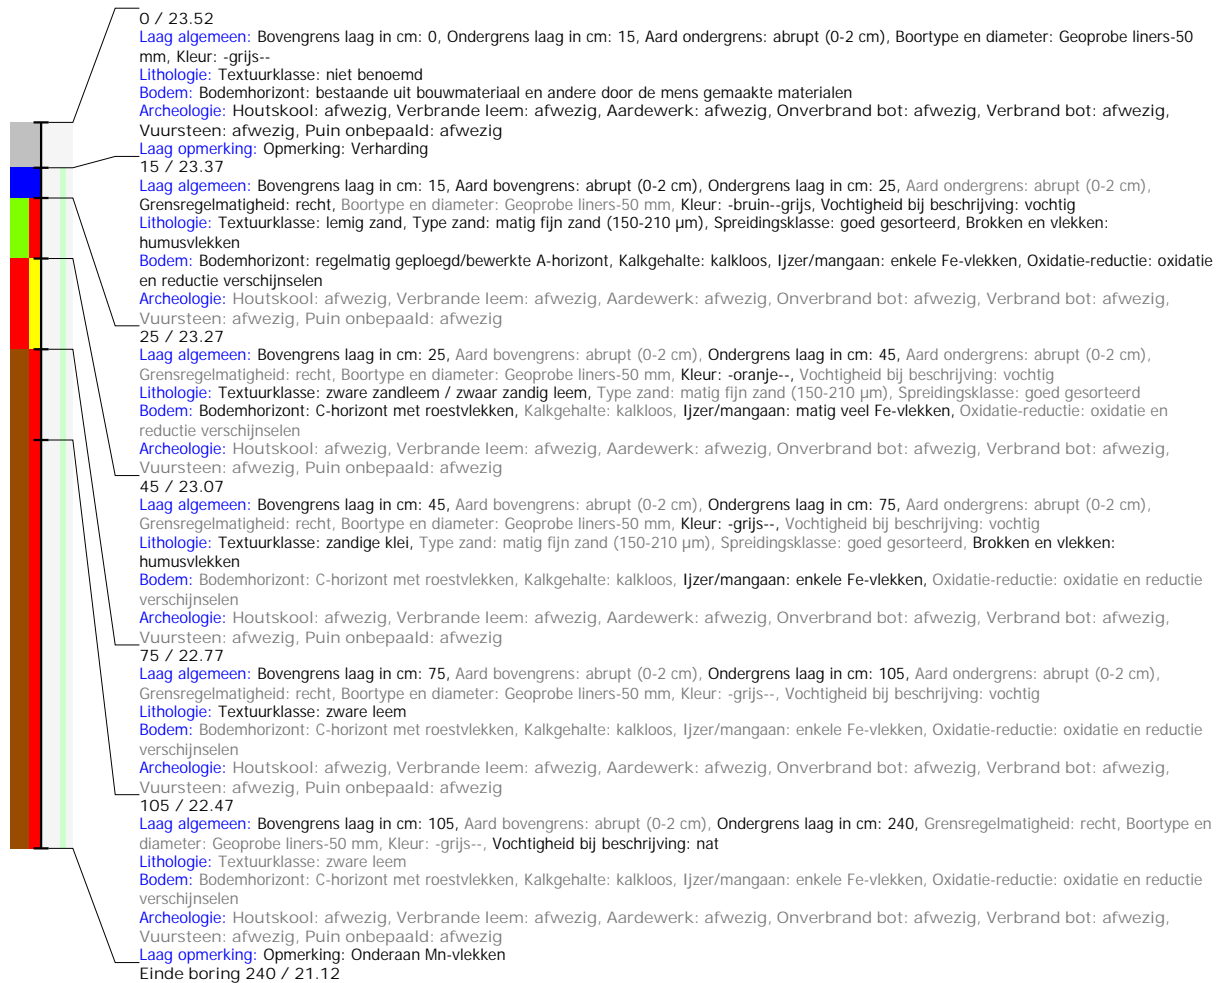 0 / 23.52
Laag algemeen: Bovengrens laag in cm: 0, Ondergrens laag in cm: 15, Aard ondergrens: abrupt (0-2 cm), Boortype en diameter: Geoprobe liners-50
mm, Kleur: -grijs--
Lithologie: Textuurklasse: niet benoemd
Bodem: Bodemhorizont: bestaande uit bouwmateriaal en andere door de mens gemaakte materialen
Archeologie: Houtskool: afwezig, Verbrande leem: afwezig, Aardewerk: afwezig, Onverbrand bot: afwezig, Verbrand bot: afwezig,
Vuursteen: afwezig, Puin onbepaald: afwezig
Laag opmerking: Opmerking: Verharding
15 / 23.37
Laag algemeen: Bovengrens laag in cm: 15, Aard bovengrens: abrupt (0-2 cm), Ondergrens laag in cm: 25, Aard ondergrens: abrupt (0-2 cm),
Grensregelmatigheid: recht, Boortype en diameter: Geoprobe liners-50 mm, Kleur: -bruin--grijs, Vochtigheid bij beschrijving: vochtig
Lithologie: Textuurklasse: lemig zand, Type zand: matig fijn zand (150-210 µm), Spreidingsklasse: goed gesorteerd, Brokken en vlekken:
humusvlekken
Bodem: Bodemhorizont: regelmatig geploegd/bewerkte A-horizont, Kalkgehalte: kalkloos, Ijzer/mangaan: enkele Fe-vlekken, Oxidatie-reductie: oxidatie
en reductie verschijnselen
Archeologie: Houtskool: afwezig, Verbrande leem: afwezig, Aardewerk: afwezig, Onverbrand bot: afwezig, Verbrand bot: afwezig,
Vuursteen: afwezig, Puin onbepaald: afwezig
25 / 23.27
Laag algemeen: Bovengrens laag in cm: 25, Aard bovengrens: abrupt (0-2 cm), Ondergrens laag in cm: 45, Aard ondergrens: abrupt (0-2 cm),
Grensregelmatigheid: recht, Boortype en diameter: Geoprobe liners-50 mm, Kleur: -oranje--, Vochtigheid bij beschrijving: vochtig
Lithologie: Textuurklasse: zware zandleem / zwaar zandig leem, Type zand: matig fijn zand (150-210 µm), Spreidingsklasse: goed gesorteerd
Bodem: Bodemhorizont: C-horizont met roestvlekken, Kalkgehalte: kalkloos, Ijzer/mangaan: matig veel Fe-vlekken, Oxidatie-reductie: oxidatie en
reductie verschijnselen
Archeologie: Houtskool: afwezig, Verbrande leem: afwezig, Aardewerk: afwezig, Onverbrand bot: afwezig, Verbrand bot: afwezig,
Vuursteen: afwezig, Puin onbepaald: afwezig
45 / 23.07
Laag algemeen: Bovengrens laag in cm: 45, Aard bovengrens: abrupt (0-2 cm), Ondergrens laag in cm: 75, Aard ondergrens: abrupt (0-2 cm),
Grensregelmatigheid: recht, Boortype en diameter: Geoprobe liners-50 mm, Kleur: -grijs--, Vochtigheid bij beschrijving: vochtig
Lithologie: Textuurklasse: zandige klei, Type zand: matig fijn zand (150-210 µm), Spreidingsklasse: goed gesorteerd, Brokken en vlekken:
humusvlekken
Bodem: Bodemhorizont: C-horizont met roestvlekken, Kalkgehalte: kalkloos, Ijzer/mangaan: enkele Fe-vlekken, Oxidatie-reductie: oxidatie en reductie
verschijnselen
Archeologie: Houtskool: afwezig, Verbrande leem: afwezig, Aardewerk: afwezig, Onverbrand bot: afwezig, Verbrand bot: afwezig,
Vuursteen: afwezig, Puin onbepaald: afwezig
75 / 22.77
Laag algemeen: Bovengrens laag in cm: 75, Aard bovengrens: abrupt (0-2 cm), Ondergrens laag in cm: 105, Aard ondergrens: abrupt (0-2 cm),
Grensregelmatigheid: recht, Boortype en diameter: Geoprobe liners-50 mm, Kleur: -grijs--, Vochtigheid bij beschrijving: vochtig
Lithologie: Textuurklasse: zware leem
Bodem: Bodemhorizont: C-horizont met roestvlekken, Kalkgehalte: kalkloos, Ijzer/mangaan: enkele Fe-vlekken, Oxidatie-reductie: oxidatie en reductie
verschijnselen
Archeologie: Houtskool: afwezig, Verbrande leem: afwezig, Aardewerk: afwezig, Onverbrand bot: afwezig, Verbrand bot: afwezig,
Vuursteen: afwezig, Puin onbepaald: afwezig
105 / 22.47
Laag algemeen: Bovengrens laag in cm: 105, Aard bovengrens: abrupt (0-2 cm), Ondergrens laag in cm: 240, Grensregelmatigheid: recht, Boortype en
diameter: Geoprobe liners-50 mm, Kleur: -grijs--, Vochtigheid bij beschrijving: nat
Lithologie: Textuurklasse: zware leem
Bodem: Bodemhorizont: C-horizont met roestvlekken, Kalkgehalte: kalkloos, Ijzer/mangaan: enkele Fe-vlekken, Oxidatie-reductie: oxidatie en reductie
verschijnselen
Archeologie: Houtskool: afwezig, Verbrande leem: afwezig, Aardewerk: afwezig, Onverbrand bot: afwezig, Verbrand bot: afwezig,
Vuursteen: afwezig, Puin onbepaald: afwezig
Laag opmerking: Opmerking: Onderaan Mn-vlekken
Einde boring 240 / 21.12